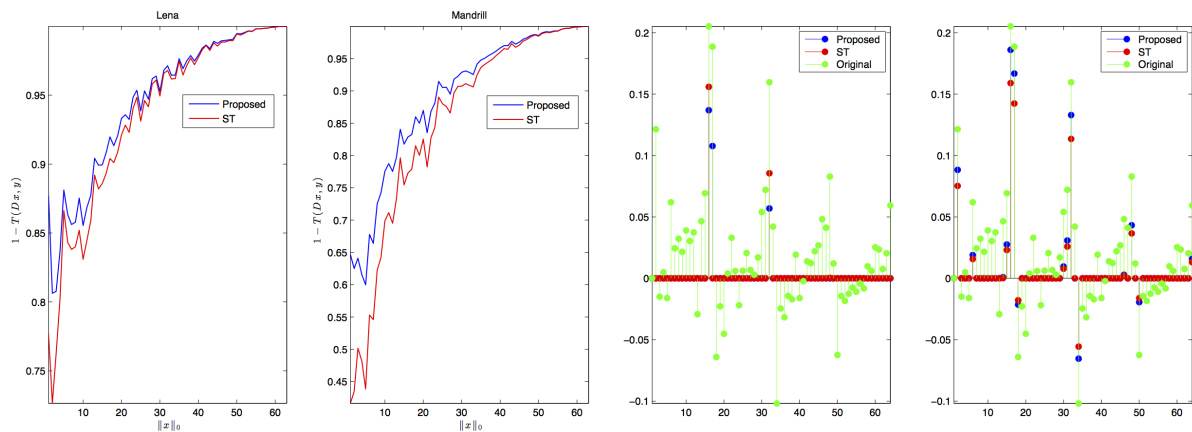 Lena
0.95
0.9
0.85
0.8
0.75
10 20 30 40 50 60
‖x‖₀
1 − T(Dx, y)
Proposed
ST
Mandrill
0.95
0.9
0.85
0.8
0.75
0.7
0.65
0.6
0.55
0.5
0.45
10 20 30 40 50 60
‖x‖₀
1 − T(Dx, y)
Proposed
ST
0.2
0.15
0.1
0.05
0
−0.05
−0.1
10 20 30 40 50 60
Proposed
ST
Original
0.2
0.15
0.1
0.05
0
−0.05
−0.1
10 20 30 40 50 60
Proposed
ST
Original